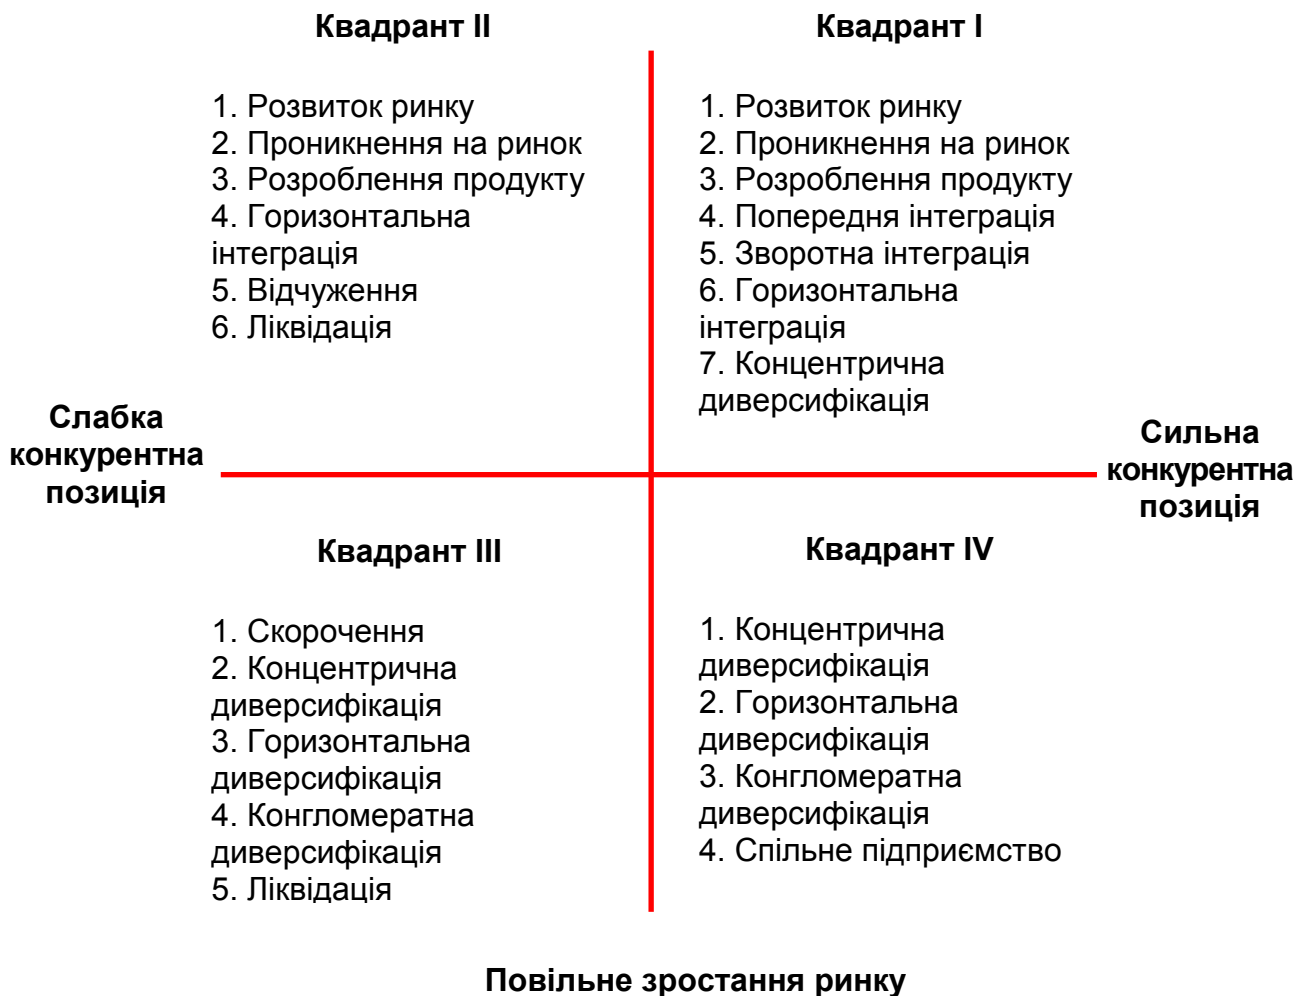 Квадрант II
1. Розвиток ринку
2. Проникнення на ринок
3. Розроблення продукту
4. Горизонтальна
інтеграція
5. Відчуження
6. Ліквідація
Квадрант I
1. Розвиток ринку
2. Проникнення на ринок
3. Розроблення продукту
4. Попередня інтеграція
5. Зворотна інтеграція
6. Горизонтальна
інтеграція
7. Концентрична
диверсифікація
Слабка
конкурентна
позиція
Сильна
конкурентна
позиція
Квадрант III
1. Скорочення
2. Концентрична
диверсифікація
3. Горизонтальна
диверсифікація
4. Конгломератна
диверсифікація
5. Ліквідація
Квадрант IV
1. Концентрична
диверсифікація
2. Горизонтальна
диверсифікація
3. Конгломератна
диверсифікація
4. Спільне підприємство
Повільне зростання ринку